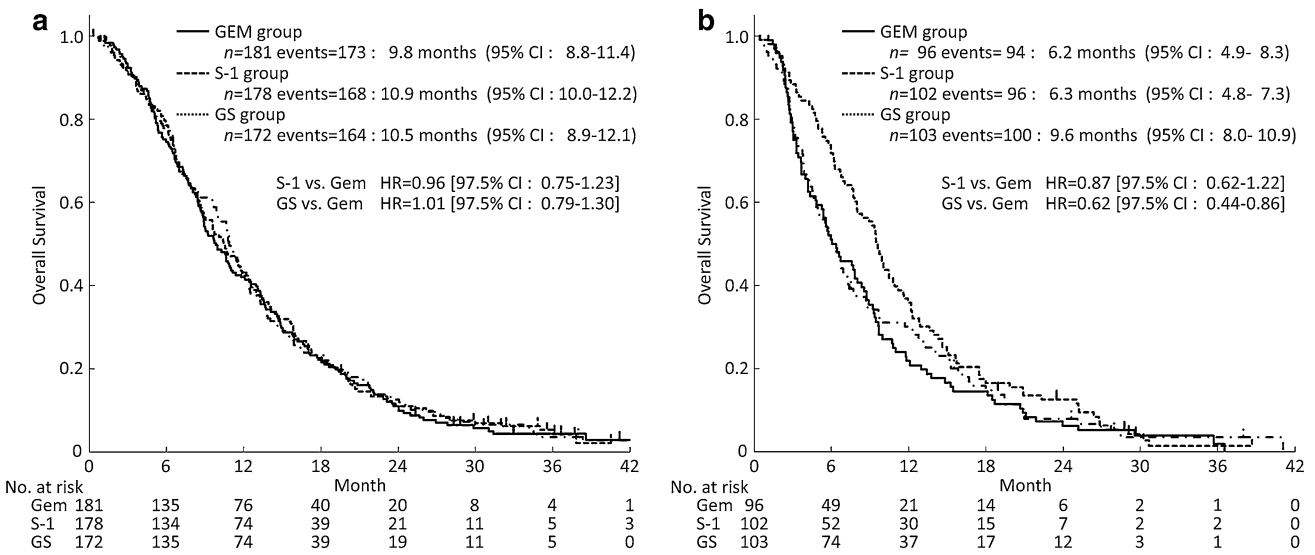 a
GEM group
n=181 events=173 : 9.8 months (95% CI : 8.8-11.4)
S-1 group
n=178 events=168 : 10.9 months (95% CI : 10.0-12.2)
GS group
n=172 events=164 : 10.5 months (95% CI : 8.9-12.1)
S-1 vs. Gem HR=0.96 [97.5% CI : 0.75-1.23]
GS vs. Gem HR=1.01 [97.5% CI : 0.79-1.30]
Overall Survival
1.0
0.8
0.6
0.4
0.2
0
0 6 12 18 24 30 36 42
Month
No. at risk
Gem 181 135 76 40 20 8 4 1
S-1 178 134 74 39 21 11 5 3
GS 172 135 74 39 19 11 5 0
b
GEM group
n= 96 events= 94 : 6.2 months (95% CI : 4.9- 8.3)
S-1 group
n=102 events= 96 : 6.3 months (95% CI : 4.8- 7.3)
GS group
n=103 events=100 : 9.6 months (95% CI : 8.0- 10.9)
S-1 vs. Gem HR=0.87 [97.5% CI : 0.62-1.22]
GS vs. Gem HR=0.62 [97.5% CI : 0.44-0.86]
Overall Survival
1.0
0.8
0.6
0.4
0.2
0
0 6 12 18 24 30 36 42
Month
No. at risk
Gem 96 49 21 14 6 2 1 0
S-1 102 52 30 15 7 2 2 0
GS 103 74 37 17 12 3 1 0